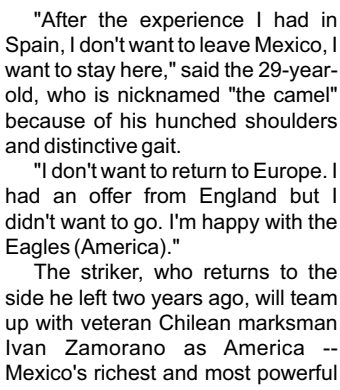 "After the experience I had in
Spain, I don't want to leave Mexico, I
want to stay here," said the 29-year-
old, who is nicknamed "the camel"
because of his hunched shoulders
and distinctive gait.
"I don't want to return to Europe. I
had an offer from England but I
didn't want to go. I'm happy with the
Eagles (America)."
The striker, who returns to the
side he left two years ago, will team
up with veteran Chilean marksman
Ivan Zamorano as America --
Mexico's richest and most powerful